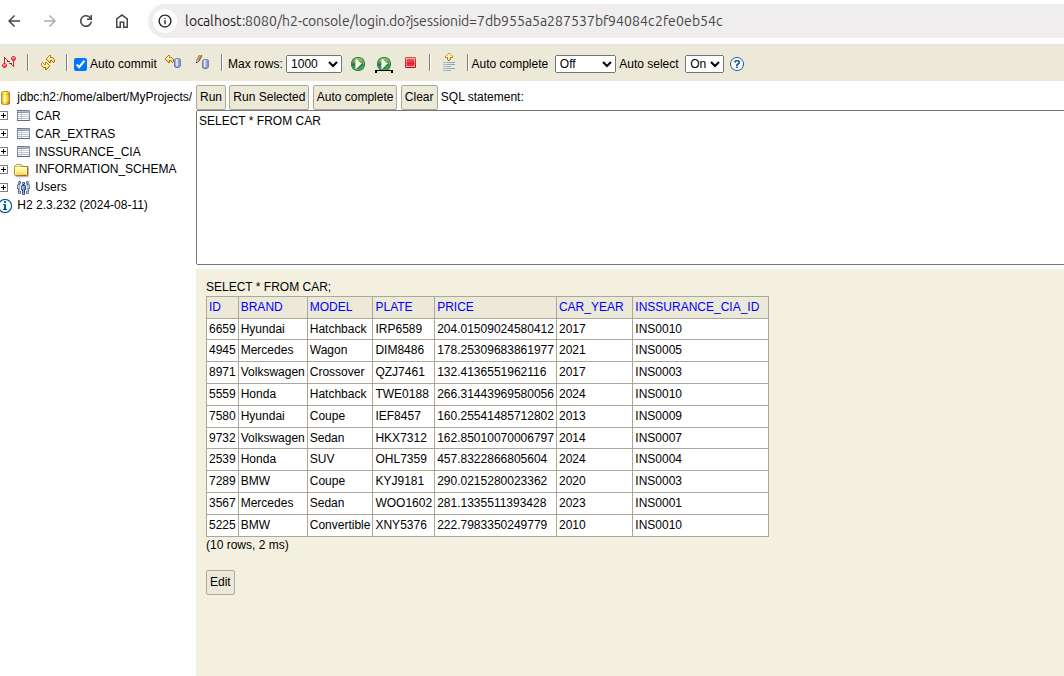 localhost:8080/h2-console/login.do?jsessionid=7db955a5a287537bf94084c2fe0eb54c
Auto commit Max rows: 1000 Auto complete Off Auto select On ?
jdbc:h2:/home/albert/MyProjects/
CAR
CAR_EXTRAS
INSSURANCE_CIA
INFORMATION_SCHEMA
Users
H2 2.3.232 (2024-08-11)
Run Run Selected Auto complete Clear SQL statement:
SELECT * FROM CAR
SELECT * FROM CAR;
ID BRAND MODEL PLATE PRICE CAR_YEAR INSSURANCE_CIA_ID
6659 Hyundai Hatchback IRP6589 204.01509024580412 2017 INS0010
4945 Mercedes Wagon DIM8486 178.25309683861977 2021 INS0005
8971 Volkswagen Crossover QZJ7461 132.4136551962116 2017 INS0003
5559 Honda Hatchback TWE0188 266.31443969580056 2024 INS0010
7580 Hyundai Coupe IEF8457 160.25541485712802 2013 INS0009
9732 Volkswagen Sedan HKX7312 162.85010070006797 2014 INS0007
2539 Honda SUV OHL7359 457.8322866805604 2024 INS0004
7289 BMW Coupe KYJ9181 290.0215280023362 2020 INS0003
3567 Mercedes Sedan WOO1602 281.1335511393428 2023 INS0001
5225 BMW Convertible XNY5376 222.7983350249779 2010 INS0010
(10 rows, 2 ms)
Edit